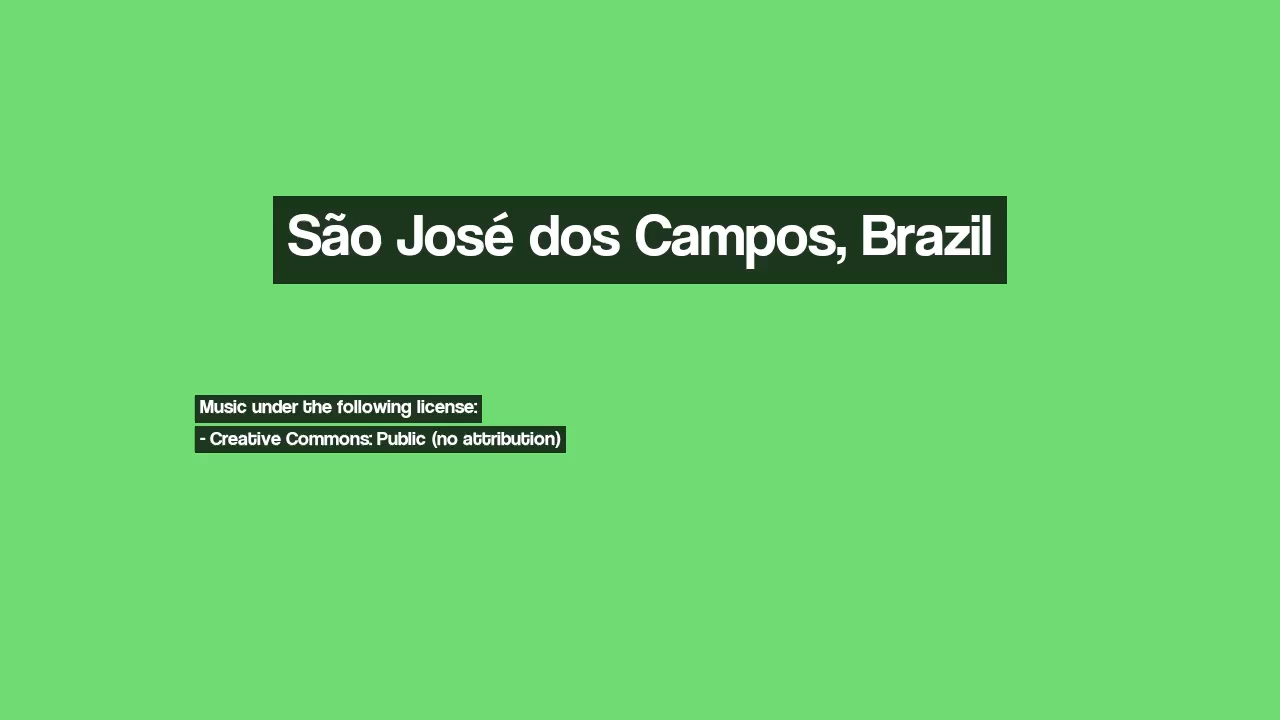 São José dos Campos, Brazil
Music under the following license:
- Creative Commons: Public (no attribution)